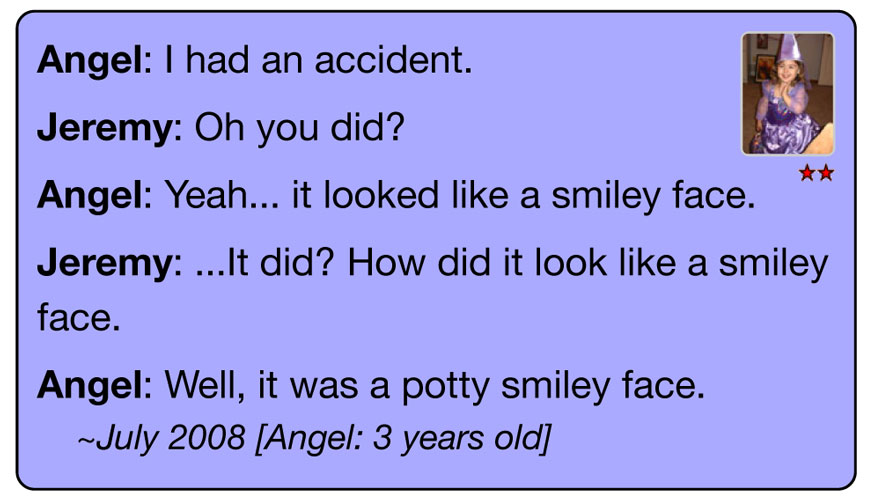 Angel: I had an accident.
Jeremy: Oh you did?
Angel: Yeah... it looked like a smiley face.
Jeremy: ...It did? How did it look like a smiley
face.
Angel: Well, it was a potty smiley face.
~July 2008 [Angel: 3 years old]